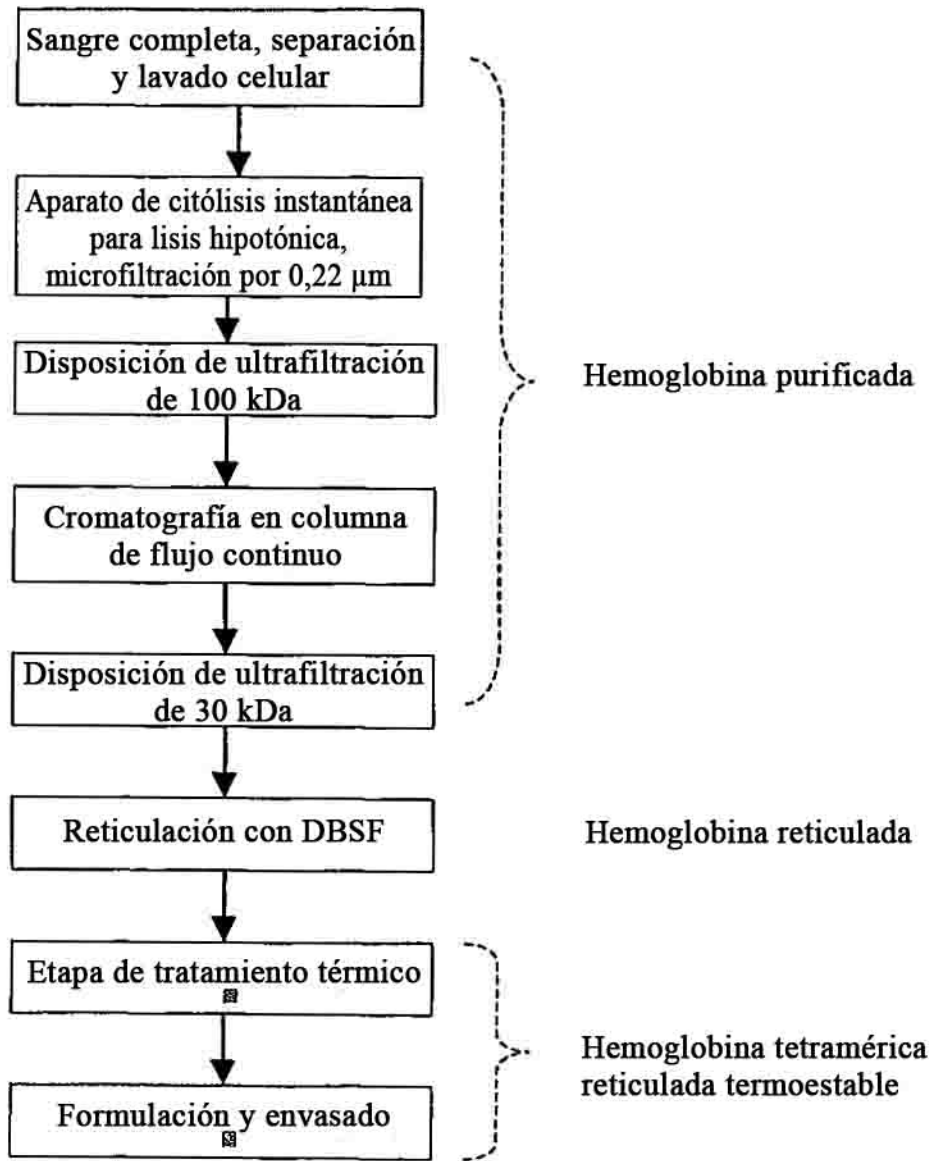 Sangre completa, separación
y lavado celular
Aparato de citólisis instantánea
para lisis hipotónica,
microfiltración por 0,22 µm
Disposición de ultrafiltración
de 100 kDa
Hemoglobina purificada
Cromatografía en columna
de flujo continuo
Disposición de ultrafiltración
de 30 kDa
Reticulación con DBSF
Hemoglobina reticulada
Etapa de tratamiento térmico
Hemoglobina tetramérica
reticulada termoestable
Formulación y envasado